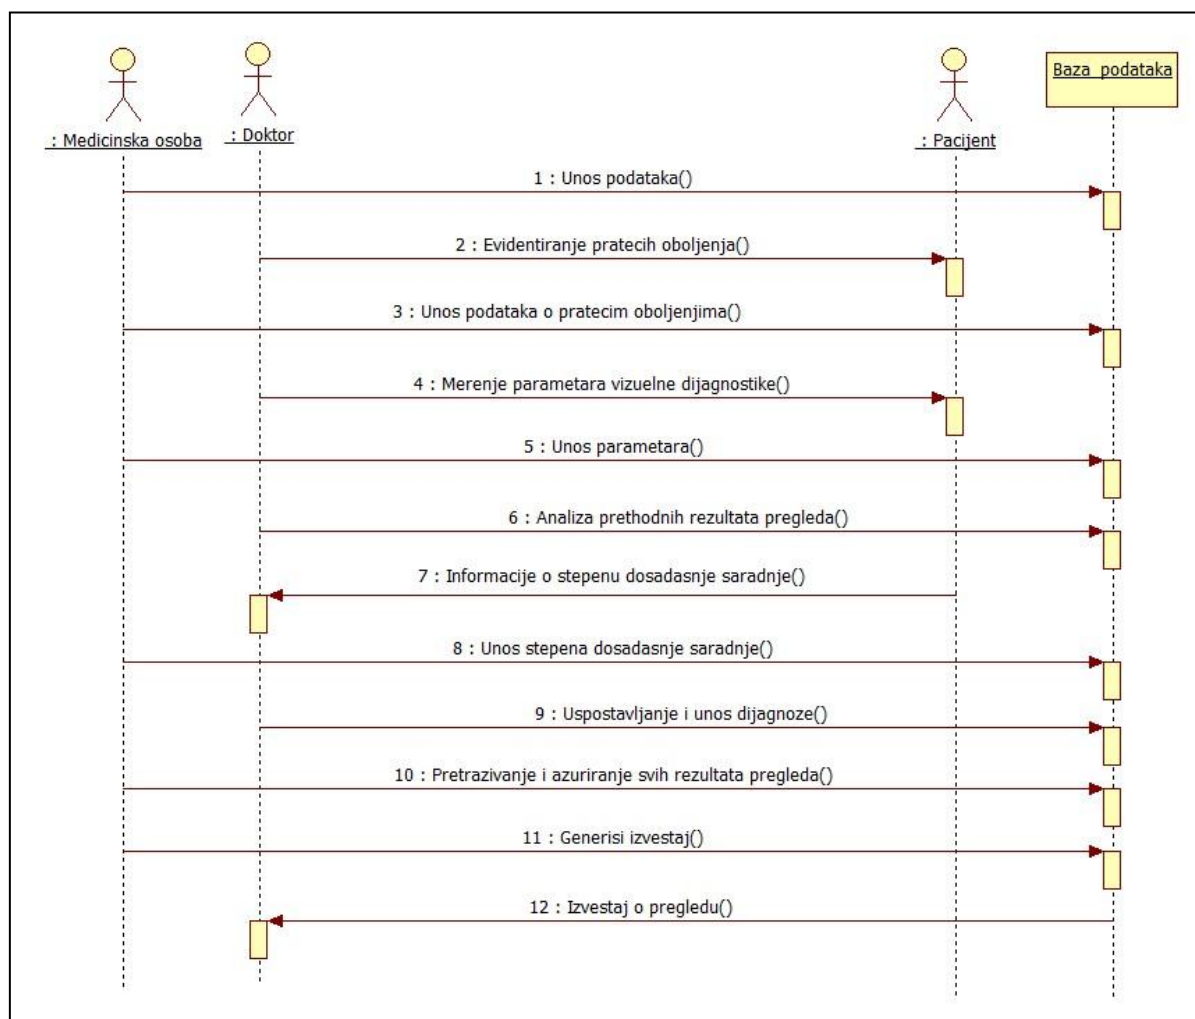 : Medicinska osoba
: Doktor
: Pacijent
Baza podataka
1 : Unos podataka()
2 : Evidentiranje pratecih oboljenja()
3 : Unos podataka o pratecim oboljenjima()
4 : Merenje parametara vizuelne dijagnostike()
5 : Unos parametara()
6 : Analiza prethodnih rezultata pregleda()
7 : Informacije o stepenu dosadasnje saradnje()
8 : Unos stepena dosadasnje saradnje()
9 : Uspostavljanje i unos dijagnoze()
10 : Pretrazivanje i azuriranje svih rezultata pregleda()
11 : Generisi izvestaj()
12 : Izvestaj o pregledu()